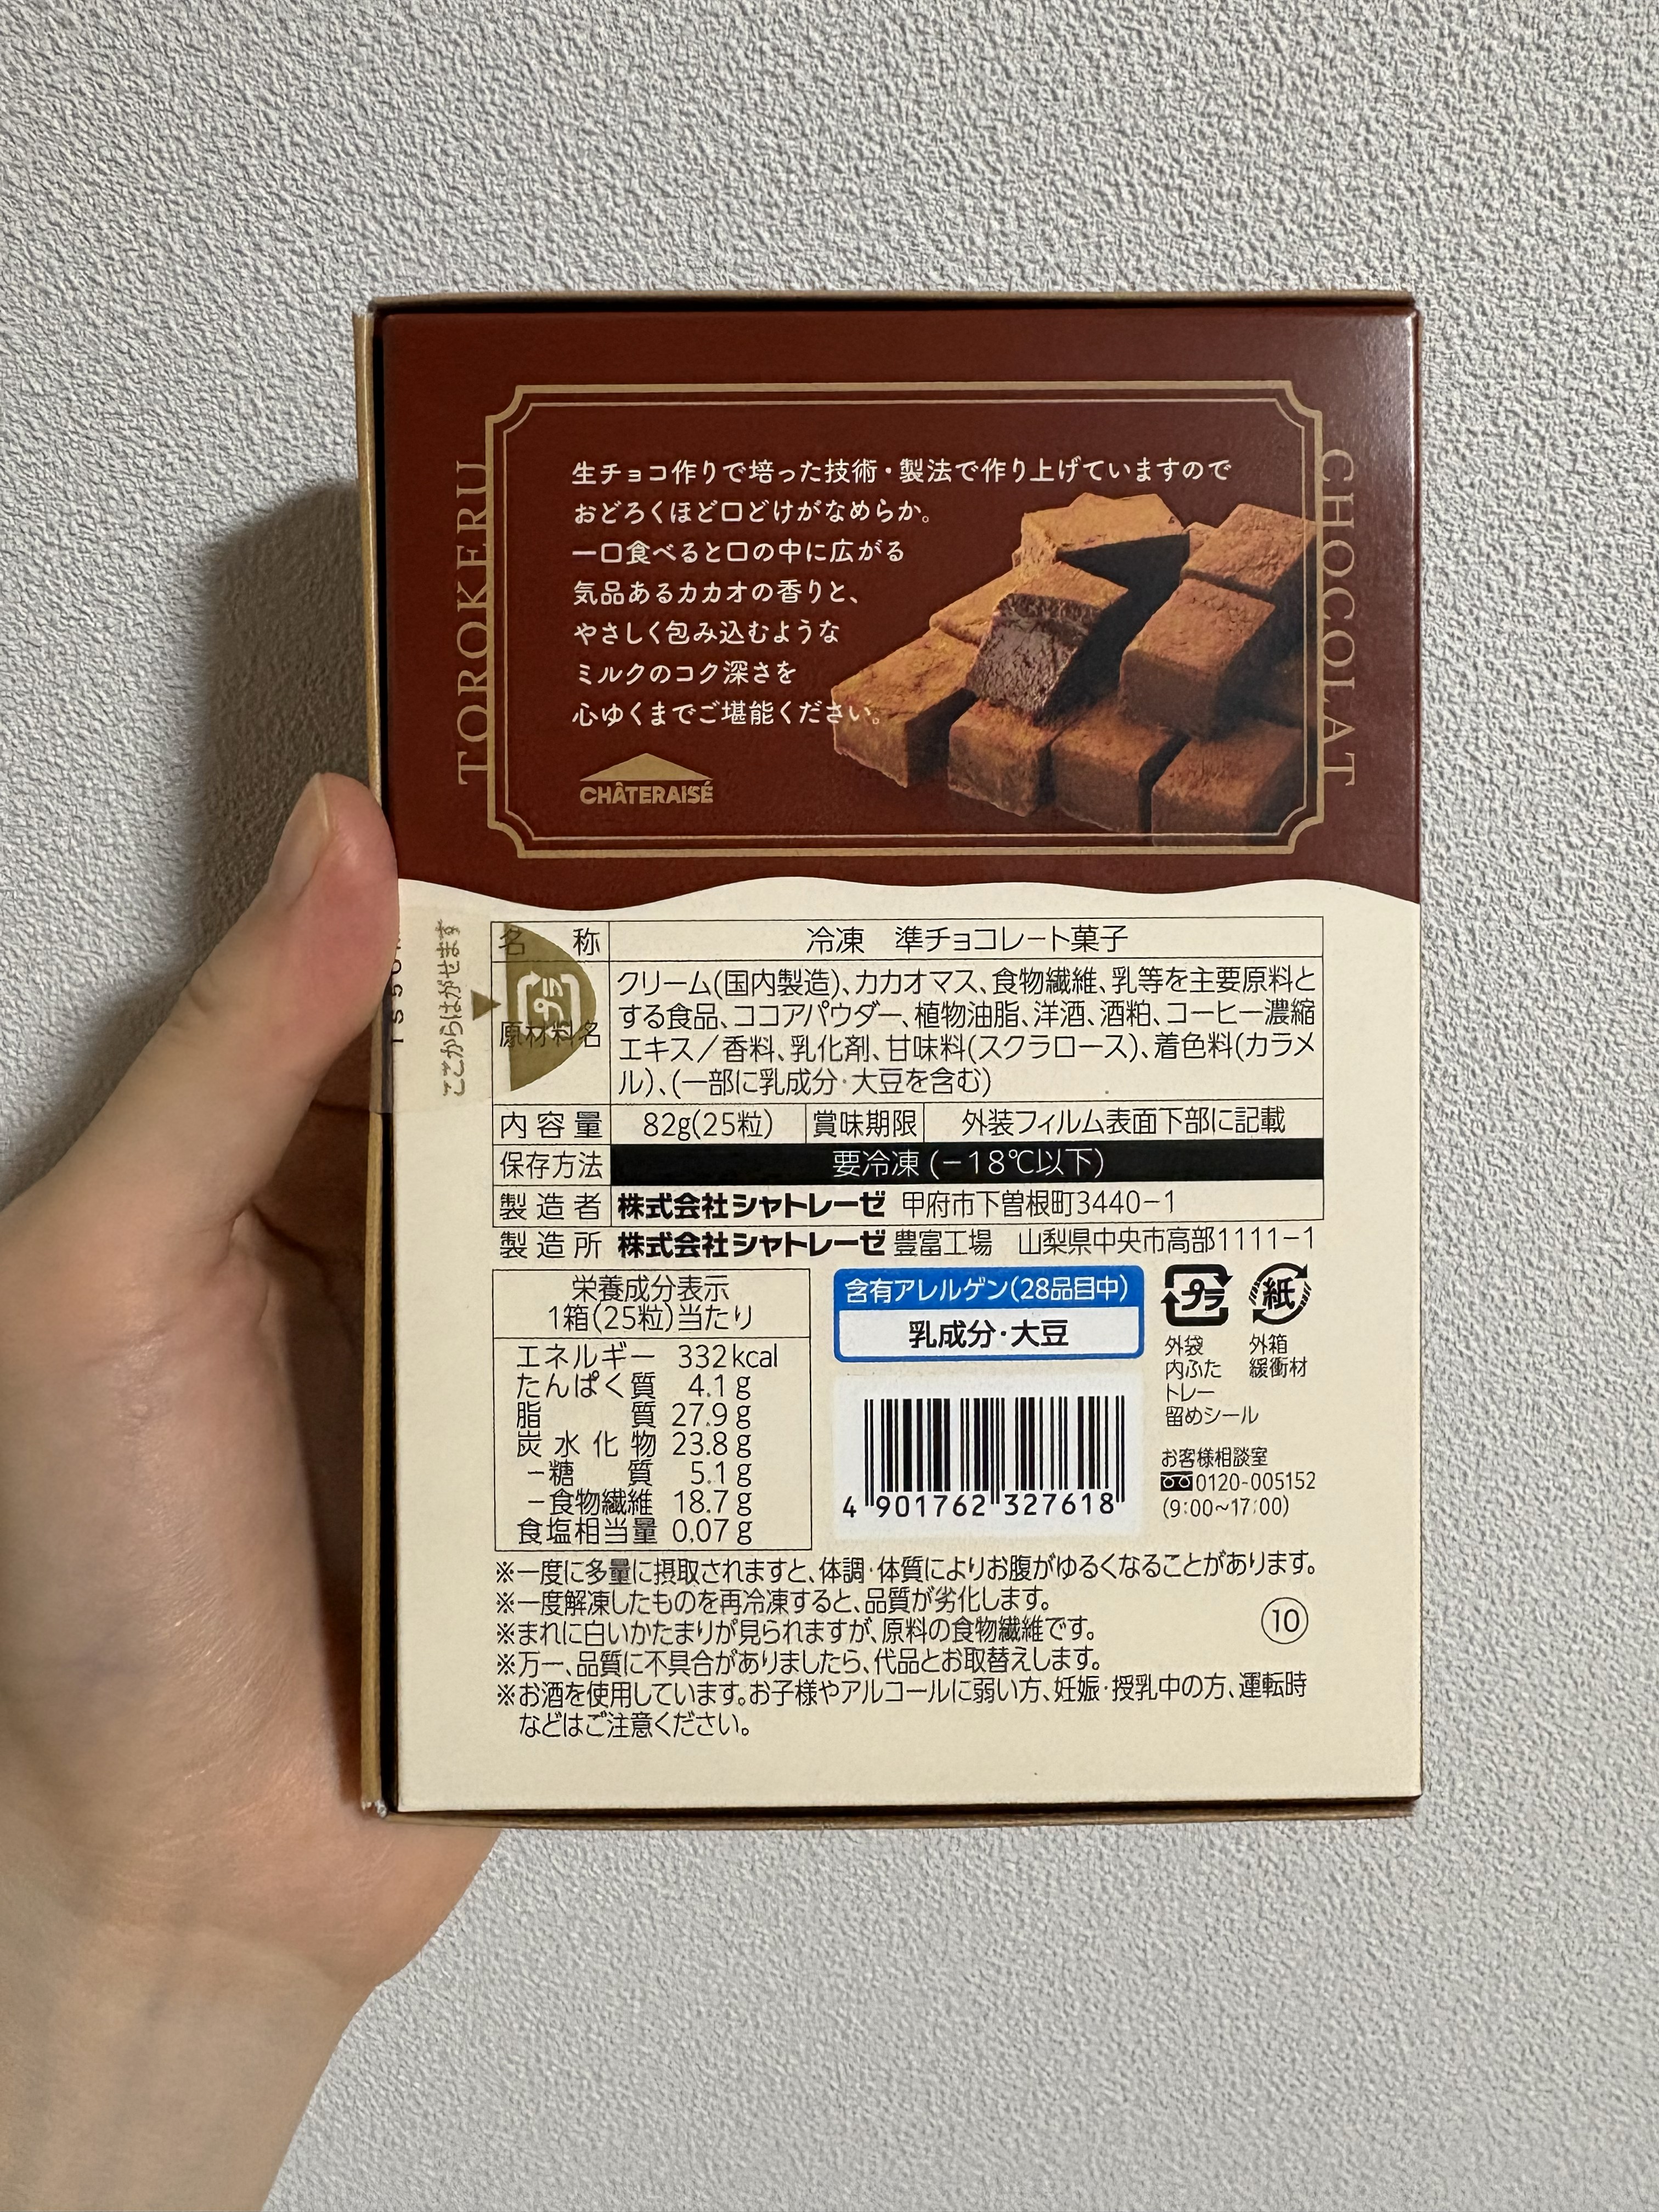 TOROKERU
CHOCOLAT
生チョコ作りで培った技術・製法で作り上げていますので
おどろくほど口どけがなめらか。
一口食べると口の中に広がる
気品あるカカオの香りと、
やさしく包み込むような
ミルクのコク深さを
心ゆくまでご堪能ください。
CHÂTERAISÉ
ここからはがせます
プラ
名 称 冷凍 準チョコレート菓子
原材料名 クリーム(国内製造)、カカオマス、食物繊維、乳等を主要原料と
する食品、ココアパウダー、植物油脂、洋酒、酒粕、コーヒー濃縮
エキス／香料、乳化剤、甘味料(スクラロース)、着色料(カラメ
ル)、(一部に乳成分・大豆を含む)
内容量 82g(25粒) 賞味期限 外装フィルム表面下部に記載
保存方法 要冷凍(−18℃以下)
製造者 株式会社シャトレーゼ 甲府市下曽根町3440−1
製造所 株式会社シャトレーゼ 豊富工場 山梨県中央市高部1111−1
栄養成分表示
1箱(25粒)当たり
エネルギー 332kcal
たんぱく質 4.1g
脂質 27.9g
炭水化物 23.8g
−糖質 5.1g
−食物繊維 18.7g
食塩相当量 0.07g
含有アレルゲン(28品目中)
乳成分・大豆
4 901762 327618
プラ
外袋
内ふた
トレー
留めシール
紙
外箱
緩衝材
お客様相談室
0120-005152
(9:00~17:00)
※一度に多量に摂取されますと、体調・体質によりお腹がゆるくなることがあります。
※一度解凍したものを再冷凍すると、品質が劣化します。
※まれに白いかたまりが見られますが、原料の食物繊維です。
※万一、品質に不具合がありましたら、代品とお取替えします。
※お酒を使用しています。お子様やアルコールに弱い方、妊娠・授乳中の方、運転時
などはご注意ください。
⑩